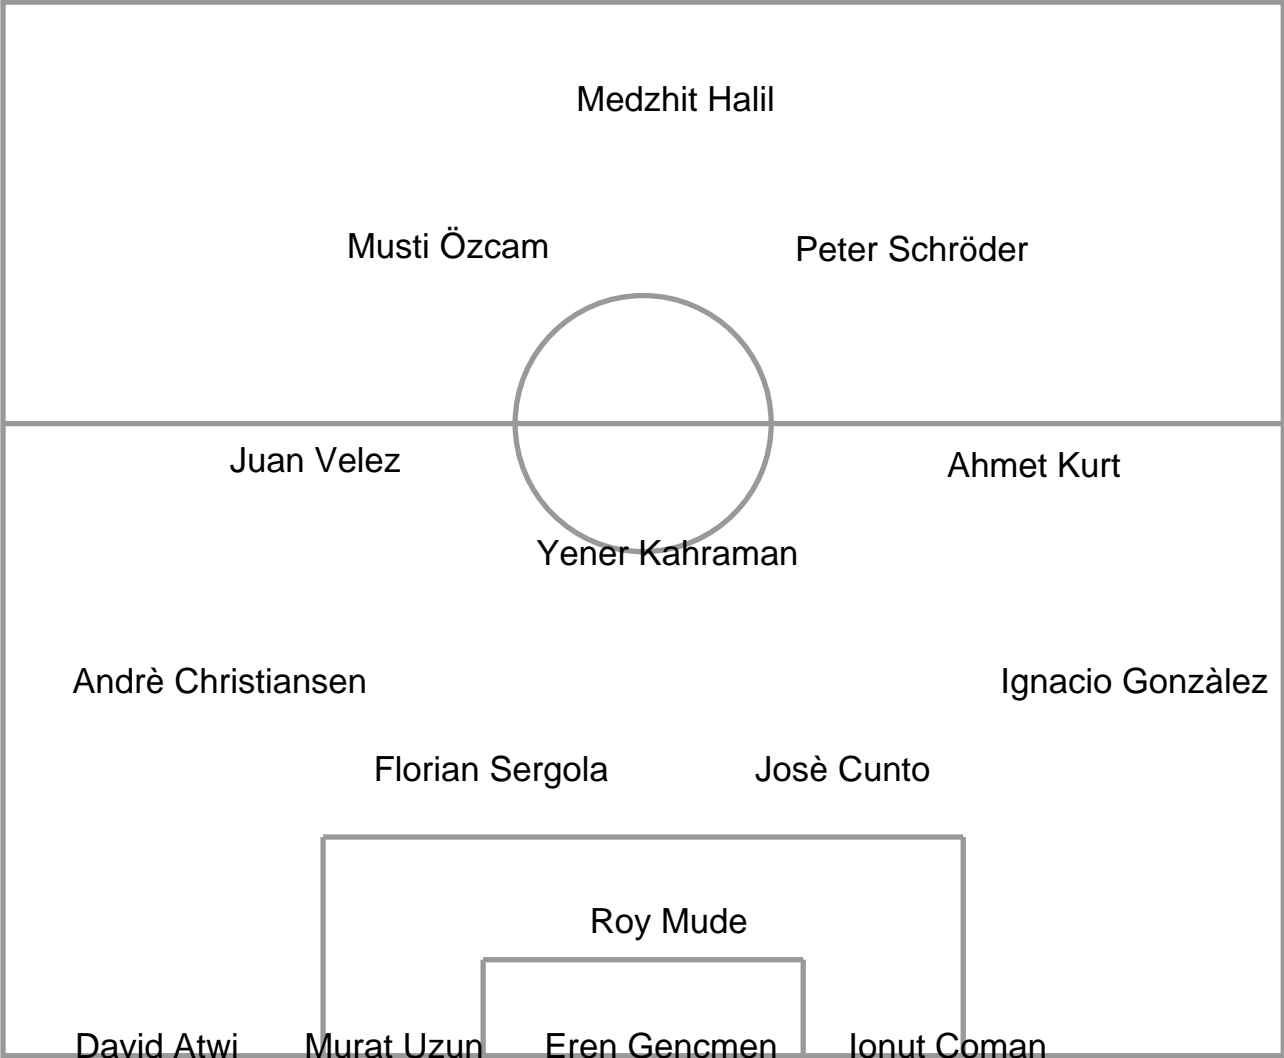 Medzhit Halil
Musti Özcam Peter Schröder
Juan Velez Ahmet Kurt
Yener Kahraman
Andrè Christiansen Ignacio Gonzàlez
Florian Sergola Josè Cunto
Roy Mude
David Atwi Murat Uzun Eren Gencmen Ionut Coman